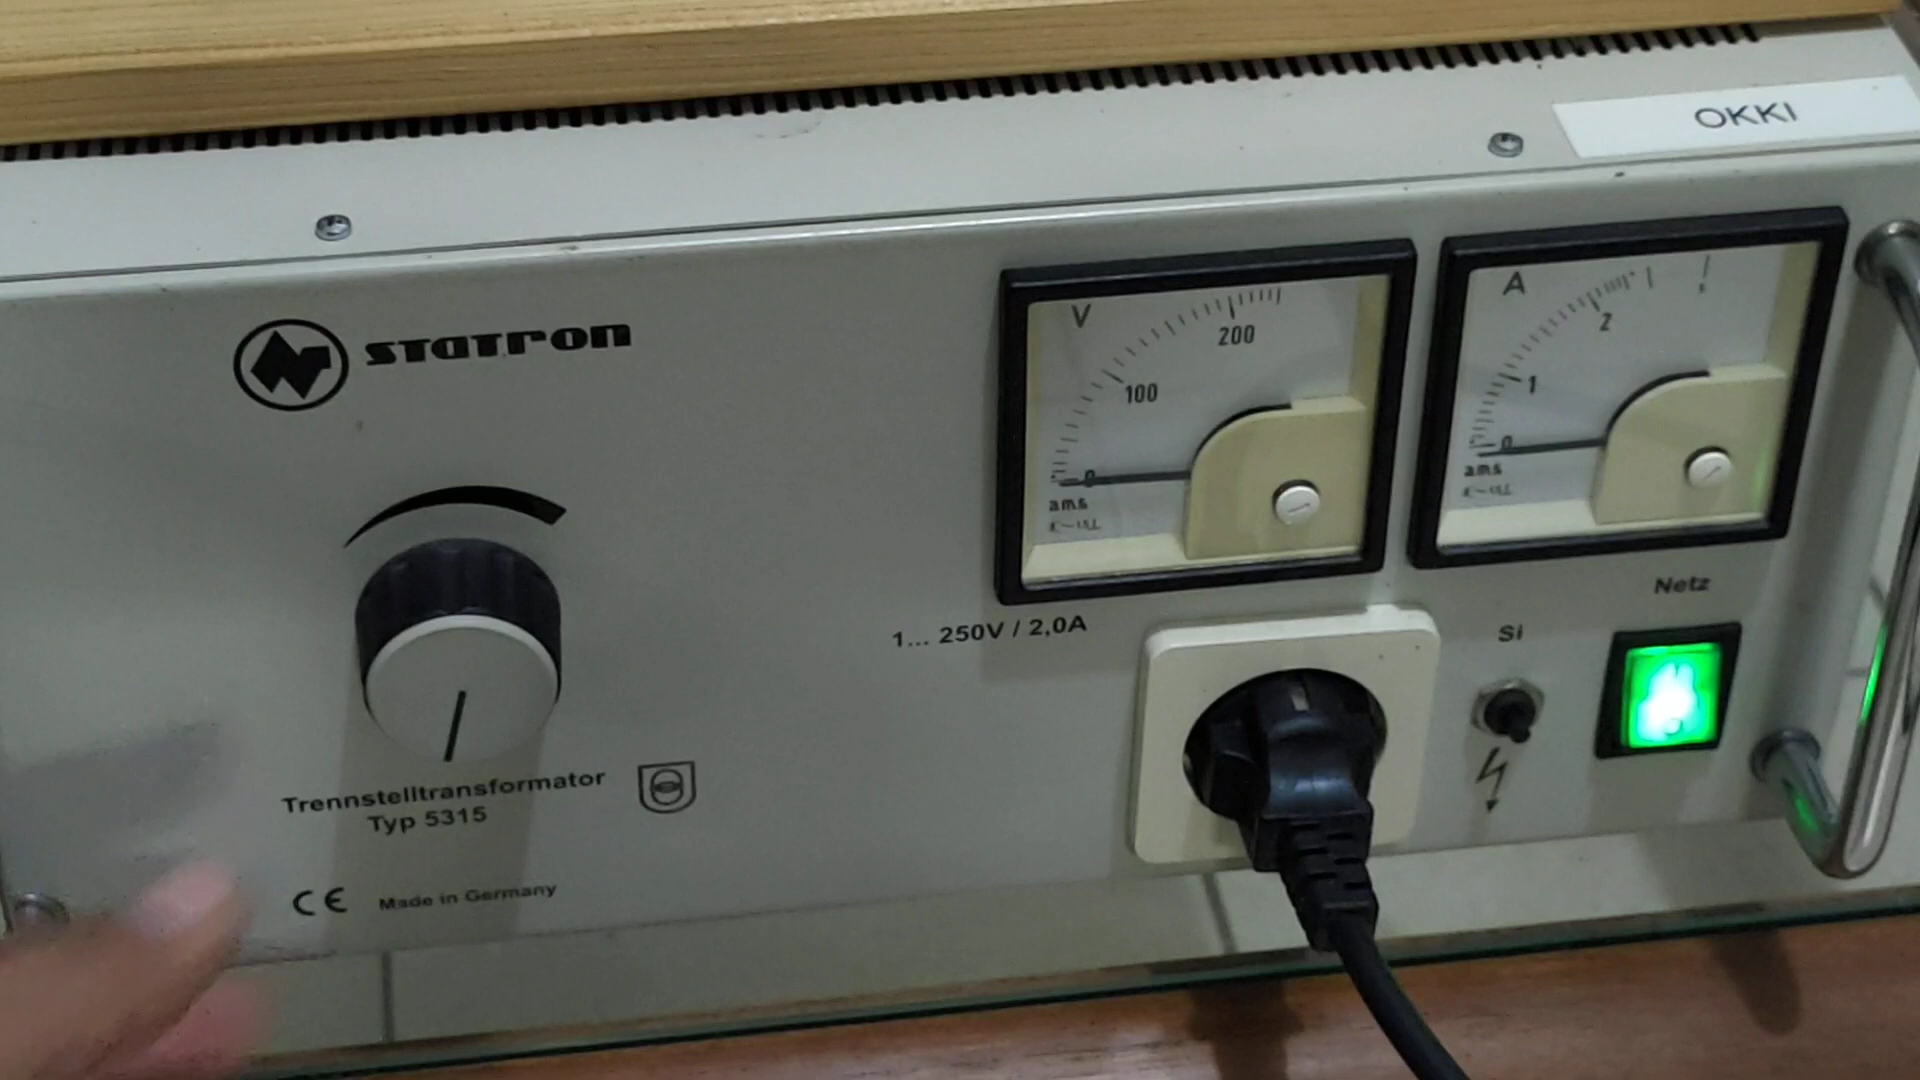 OKKI
STATRON
V
100
200
0
ams
A
0
1
2
ams
1... 250V / 2,0A
Si
Netz
Trennstelltransformator
Typ 5315
CE Made in Germany